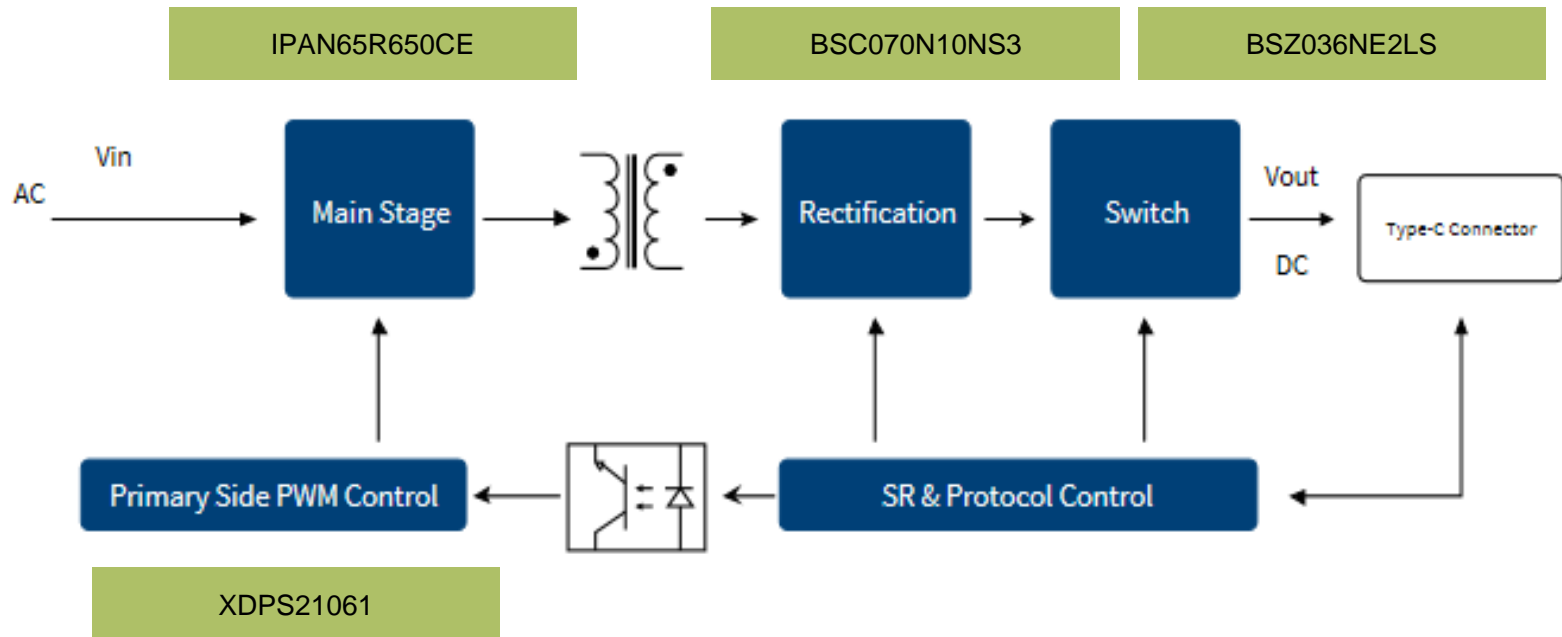 IPAN65R650CE
BSC070N10NS3
BSZ036NE2LS
Vin
AC
Main Stage
Rectification
Switch
Vout
DC
Type-C Connector
Primary Side PWM Control
SR & Protocol Control
XDPS21061